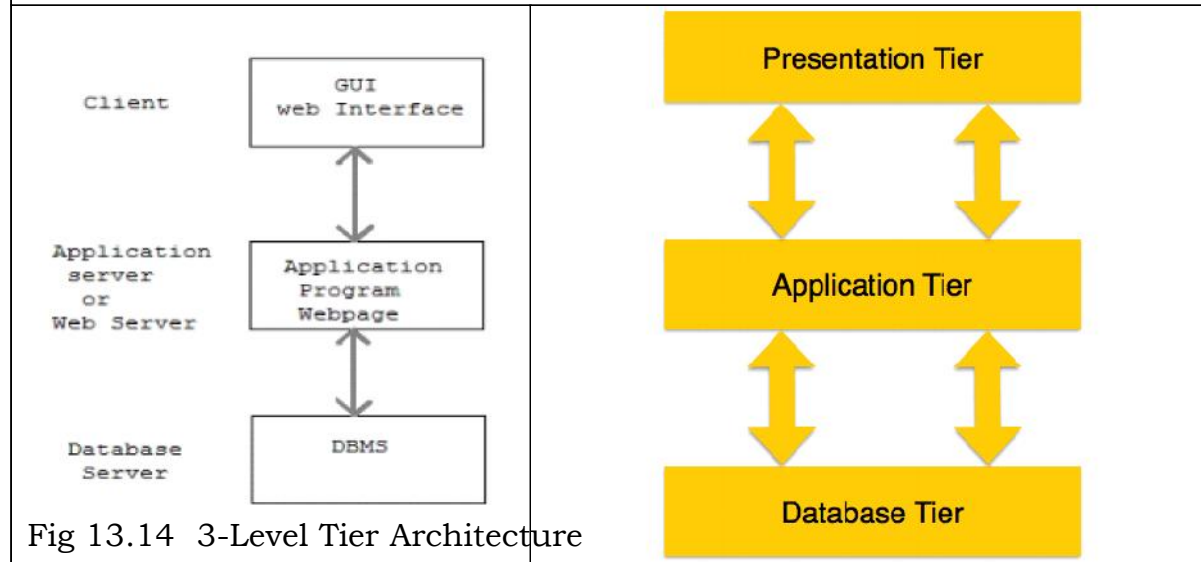 Client
GUI
web Interface
Application
server
or
Web Server
Application
Program
Webpage
Database
Server
DBMS
Fig 13.14 3-Level Tier Architecture
Presentation Tier
Application Tier
Database Tier